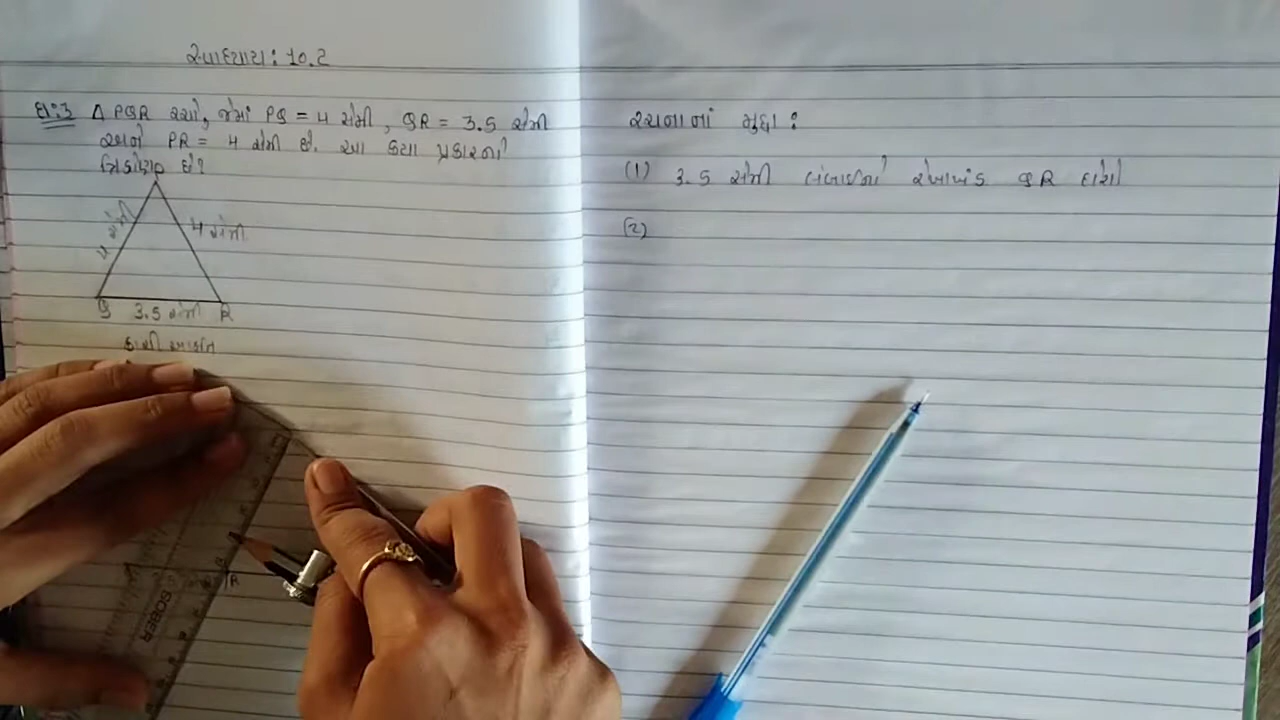 સ્વાધ્યાય: 10.2
દા:3 Δ PQR રચો, જેમાં PQ = 4 સેમી, QR = 3.5 સેમી
અને PR = 4 સેમી છે. આ કયા પ્રકારનો
ત્રિકોણ છે?
P
4 સેમી 4 સેમી
Q 3.5 સેમી R
કાચી આકૃતિ
R
SOBER
રચનાનાં મુદ્દા :
(1) 3.5 સેમી લંબાઈનો રેખાખંડ QR દોરો
(2)